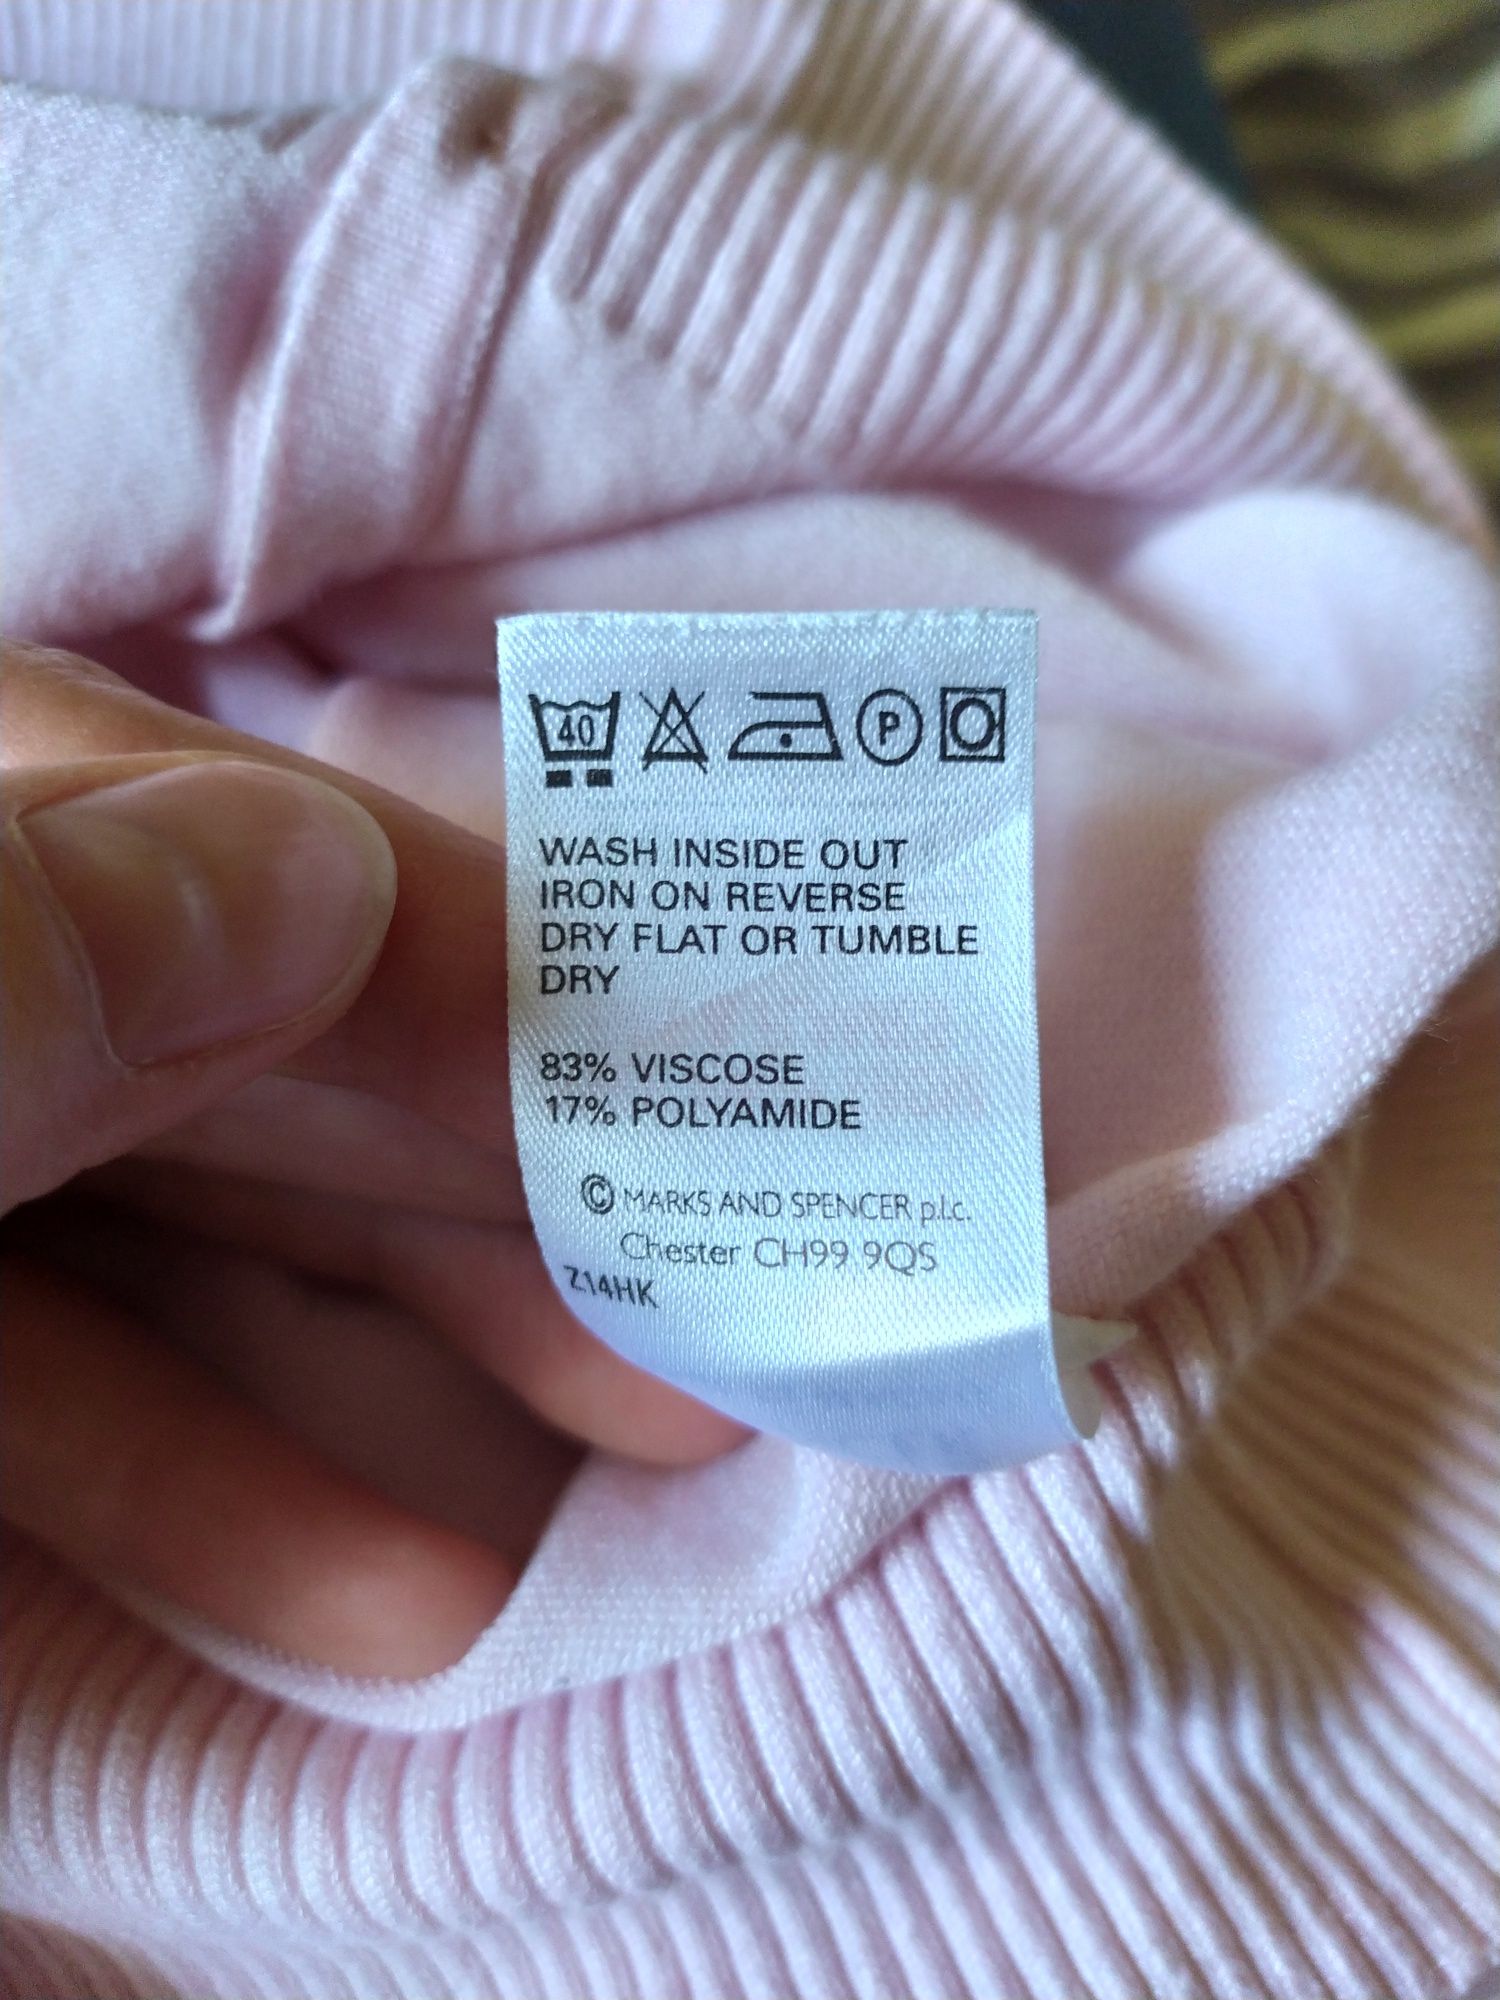 40 P
WASH INSIDE OUT
IRON ON REVERSE
DRY FLAT OR TUMBLE
DRY
83% VISCOSE
17% POLYAMIDE
© MARKS AND SPENCER p.l.c.
Chester CH99 9QS
Z14HK